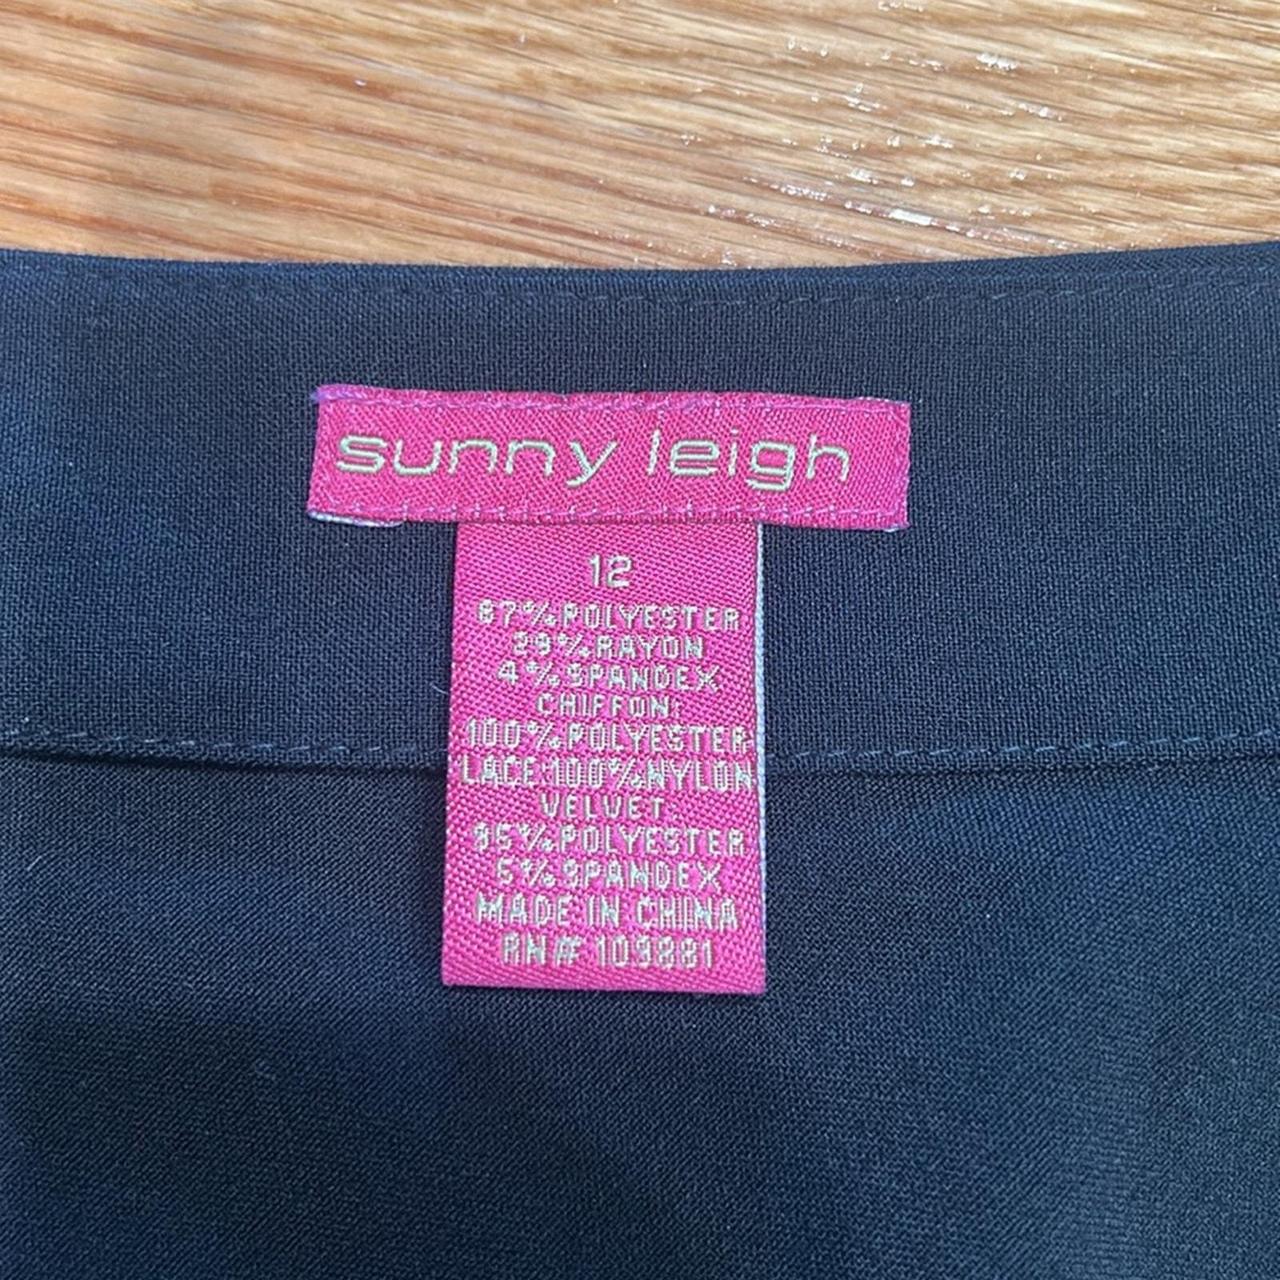 sunny leigh
12
67%POLYESTER
29%RAYON
4%SPANDEX
CHIFFON:
100%POLYESTER
LACE:100%NYLON
VELVET:
95%POLYESTER
5%SPANDEX
MADE IN CHINA
RN# 109881